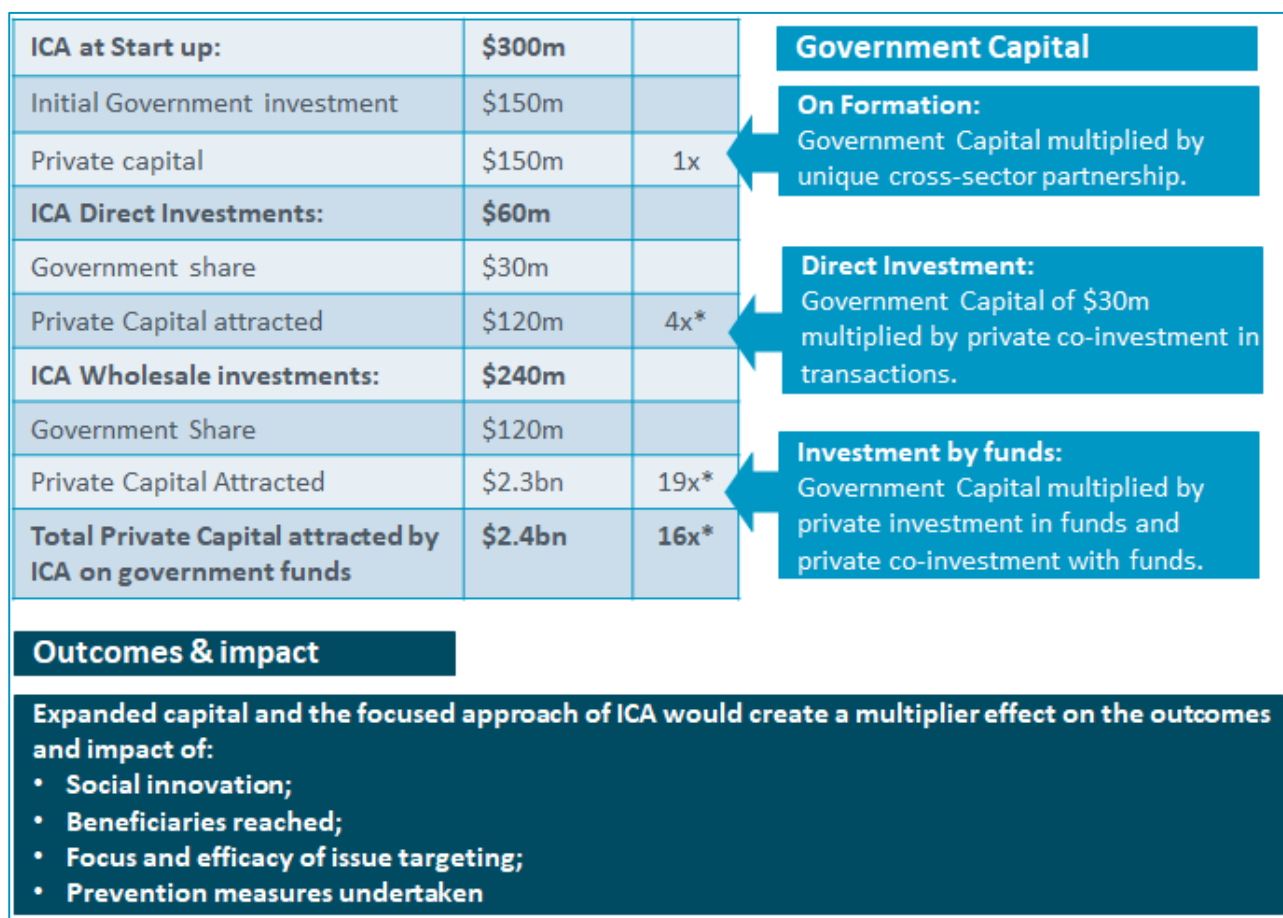 ICA at Start up: $300m
Initial Government investment $150m
Private capital $150m 1x
ICA Direct Investments: $60m
Government share $30m
Private Capital attracted $120m 4x*
ICA Wholesale investments: $240m
Government Share $120m
Private Capital Attracted $2.3bn 19x*
Total Private Capital attracted by $2.4bn 16x*
ICA on government funds
Government Capital
On Formation:
Government Capital multiplied by
unique cross-sector partnership.
Direct Investment:
Government Capital of $30m
multiplied by private co-investment in
transactions.
Investment by funds:
Government Capital multiplied by
private investment in funds and
private co-investment with funds.
Outcomes & impact
Expanded capital and the focused approach of ICA would create a multiplier effect on the outcomes
and impact of:
• Social innovation;
• Beneficiaries reached;
• Focus and efficacy of issue targeting;
• Prevention measures undertaken